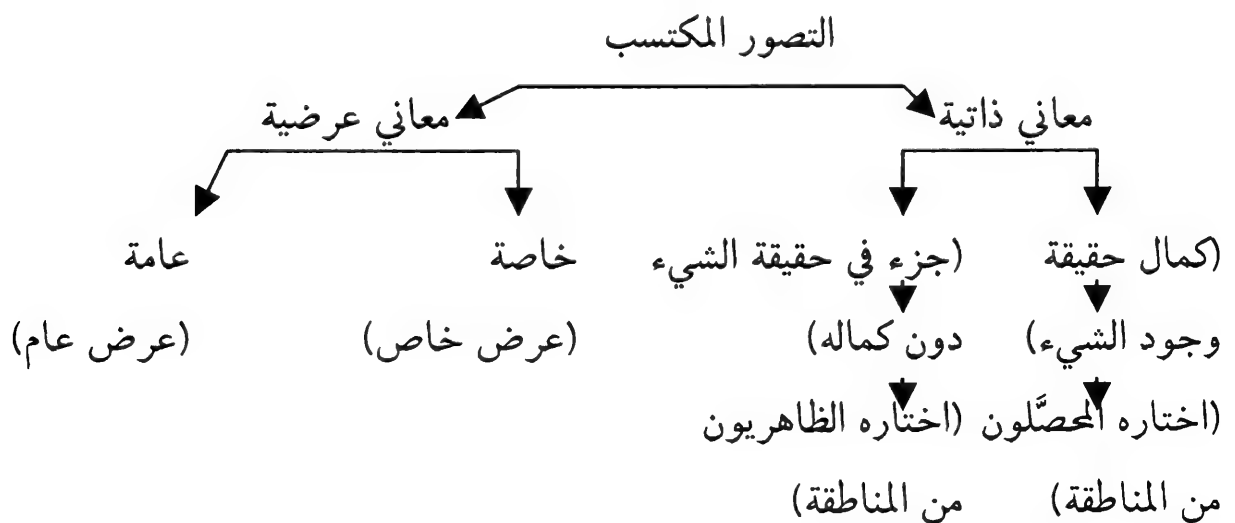 التصور المكتسب
معاني ذاتية
معاني عرضية
(كمال حقيقة
(جزء في حقيقة الشيء
خاصة
عامة
وجود الشيء)
دون كماله)
(عرض خاص)
(عرض عام)
(اختاره المحصَّلون
(اختاره الظاهريون
من المناطقة)
من المناطقة)